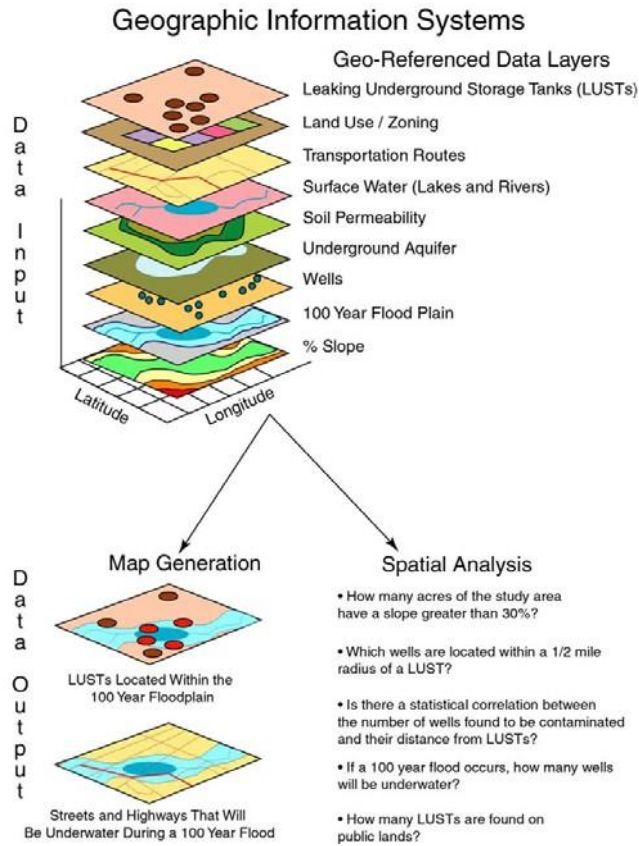 Geographic Information Systems
Geo-Referenced Data Layers
Data Input
Leaking Underground Storage Tanks (LUSTs)
Land Use / Zoning
Transportation Routes
Surface Water (Lakes and Rivers)
Soil Permeability
Underground Aquifer
Wells
100 Year Flood Plain
% Slope
Latitude
Longitude
Data Output
Map Generation
LUSTs Located Within the
100 Year Floodplain
Streets and Highways That Will
Be Underwater During a 100 Year Flood
Spatial Analysis
• How many acres of the study area
have a slope greater than 30%?
• Which wells are located within a 1/2 mile
radius of a LUST?
• Is there a statistical correlation between
the number of wells found to be contaminated
and their distance from LUSTs?
• If a 100 year flood occurs, how many wells
will be underwater?
• How many LUSTs are found on
public lands?